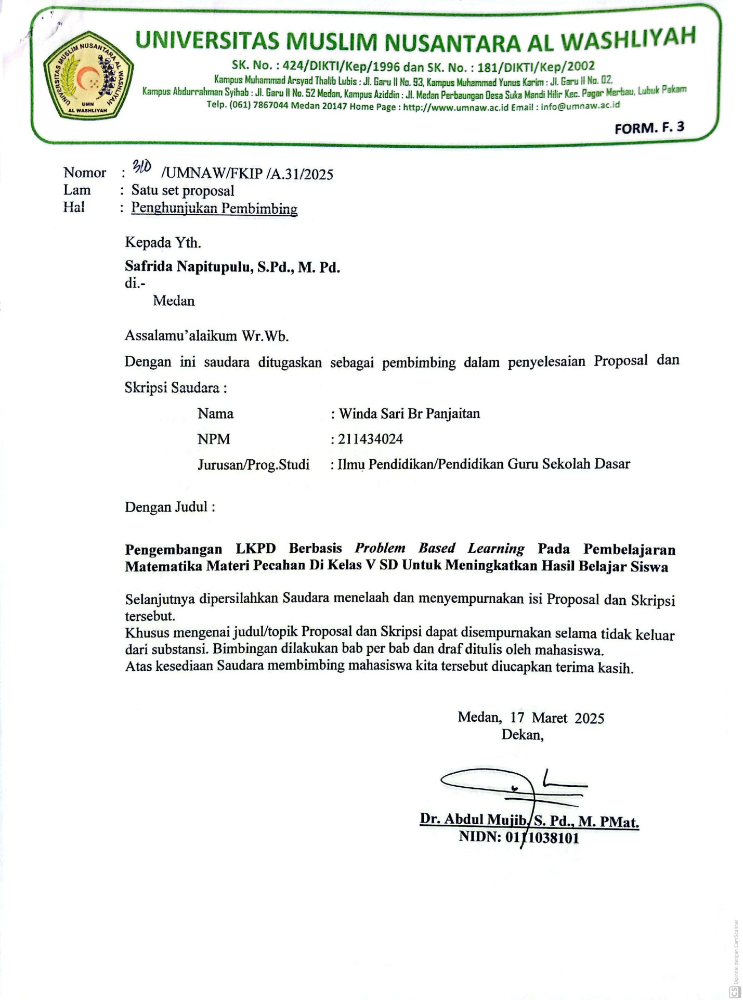 UNIVERSITAS MUSLIM NUSANTARA AL WASHLIYAH
UNIVERSITAS MUSLIM NUSANTARA AL WASHLIYAH
UMN
AL WASHLIYAH
SK. No. : 424/DIKTI/Kep/1996 dan SK. No. : 181/DIKTI/Kep/2002
Kampus Muhammad Arsyad Thalib Lubis : Jl. Garu II No. 93, Kampus Muhammad Yunus Karim : Jl. Garu II No. 02,
Kampus Abdurrahman Syihab : Jl. Garu II No. 52 Medan, Kampus Aziddin : Jl. Medan Perbaungan Desa Suka Mandi Hilir Kec. Pagar Merbau, Lubuk Pakam
Telp. (061) 7867044 Medan 20147 Home Page : http://www.umnaw.ac.id Email : info@umnaw.ac.id
FORM. F. 3
Nomor : 310 /UMNAW/FKIP /A.31/2025
Lam : Satu set proposal
Hal : Penghunjukan Pembimbing
Kepada Yth.
Safrida Napitupulu, S.Pd., M. Pd.
di.-
Medan
Assalamu’alaikum Wr.Wb.
Dengan ini saudara ditugaskan sebagai pembimbing dalam penyelesaian Proposal dan
Skripsi Saudara :
Nama : Winda Sari Br Panjaitan
NPM : 211434024
Jurusan/Prog.Studi : Ilmu Pendidikan/Pendidikan Guru Sekolah Dasar
Dengan Judul :
Pengembangan LKPD Berbasis Problem Based Learning Pada Pembelajaran
Matematika Materi Pecahan Di Kelas V SD Untuk Meningkatkan Hasil Belajar Siswa
Selanjutnya dipersilahkan Saudara menelaah dan menyempurnakan isi Proposal dan Skripsi
tersebut.
Khusus mengenai judul/topik Proposal dan Skripsi dapat disempurnakan selama tidak keluar
dari substansi. Bimbingan dilakukan bab per bab dan draf ditulis oleh mahasiswa.
Atas kesediaan Saudara membimbing mahasiswa kita tersebut diucapkan terima kasih.
Medan, 17 Maret 2025
Dekan,
Dr. Abdul Mujib, S. Pd., M. PMat.
NIDN: 0111038101
CS Dipindai dengan CamScanner